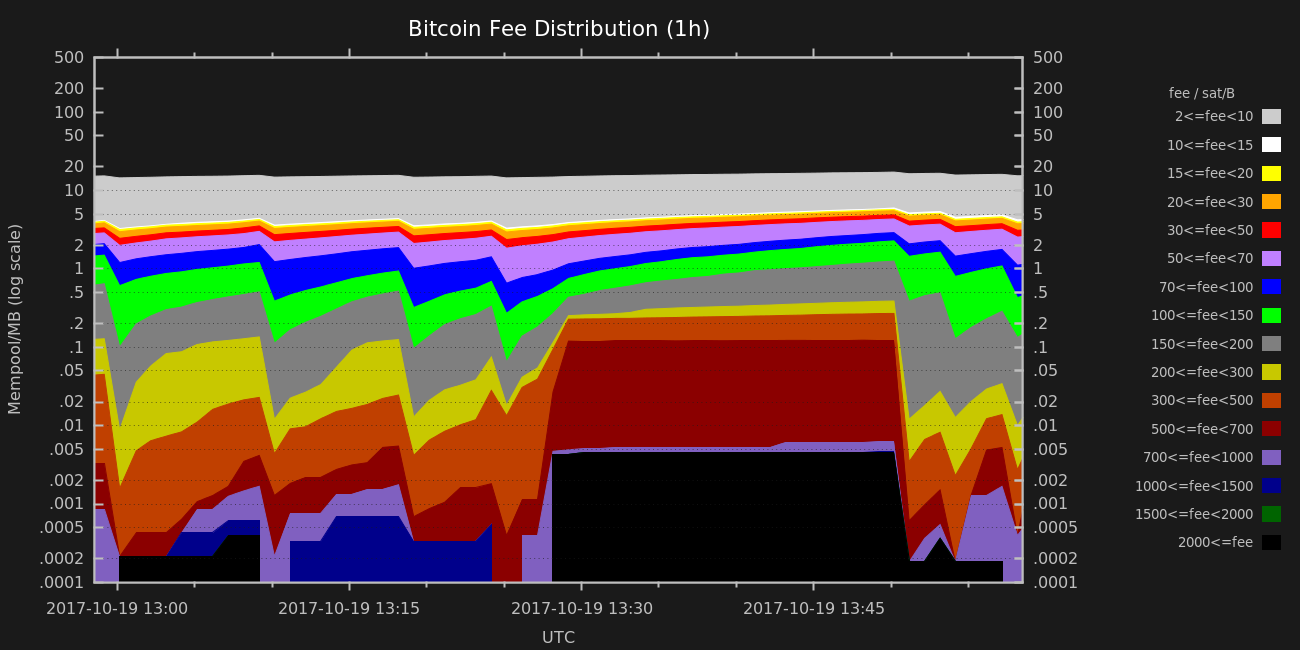 Bitcoin Fee Distribution (1h)
500
200
100
50
20
10
5
2
1
.5
.2
.1
.05
.02
.01
.005
.002
.001
.0005
.0002
.0001
Mempool/MB (log scale)
500
200
100
50
20
10
5
2
1
.5
.2
.1
.05
.02
.01
.005
.002
.001
.0005
.0002
.0001
2017-10-19 13:00 2017-10-19 13:15 2017-10-19 13:30 2017-10-19 13:45
UTC
fee / sat/B
2<=fee<10
10<=fee<15
15<=fee<20
20<=fee<30
30<=fee<50
50<=fee<70
70<=fee<100
100<=fee<150
150<=fee<200
200<=fee<300
300<=fee<500
500<=fee<700
700<=fee<1000
1000<=fee<1500
1500<=fee<2000
2000<=fee